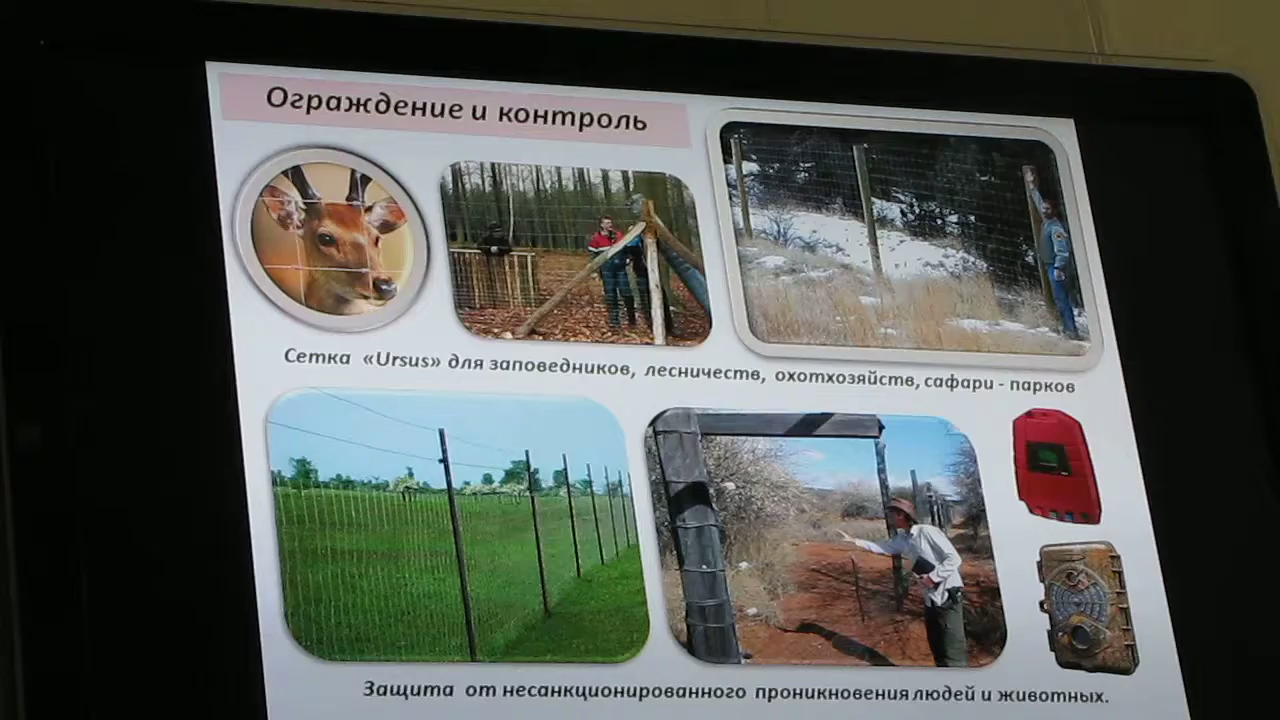 Ограждение и контроль
Сетка «Ursus» для заповедников, лесничеств, охотхозяйств, сафари - парков
Защита от несанкционированного проникновения людей и животных.